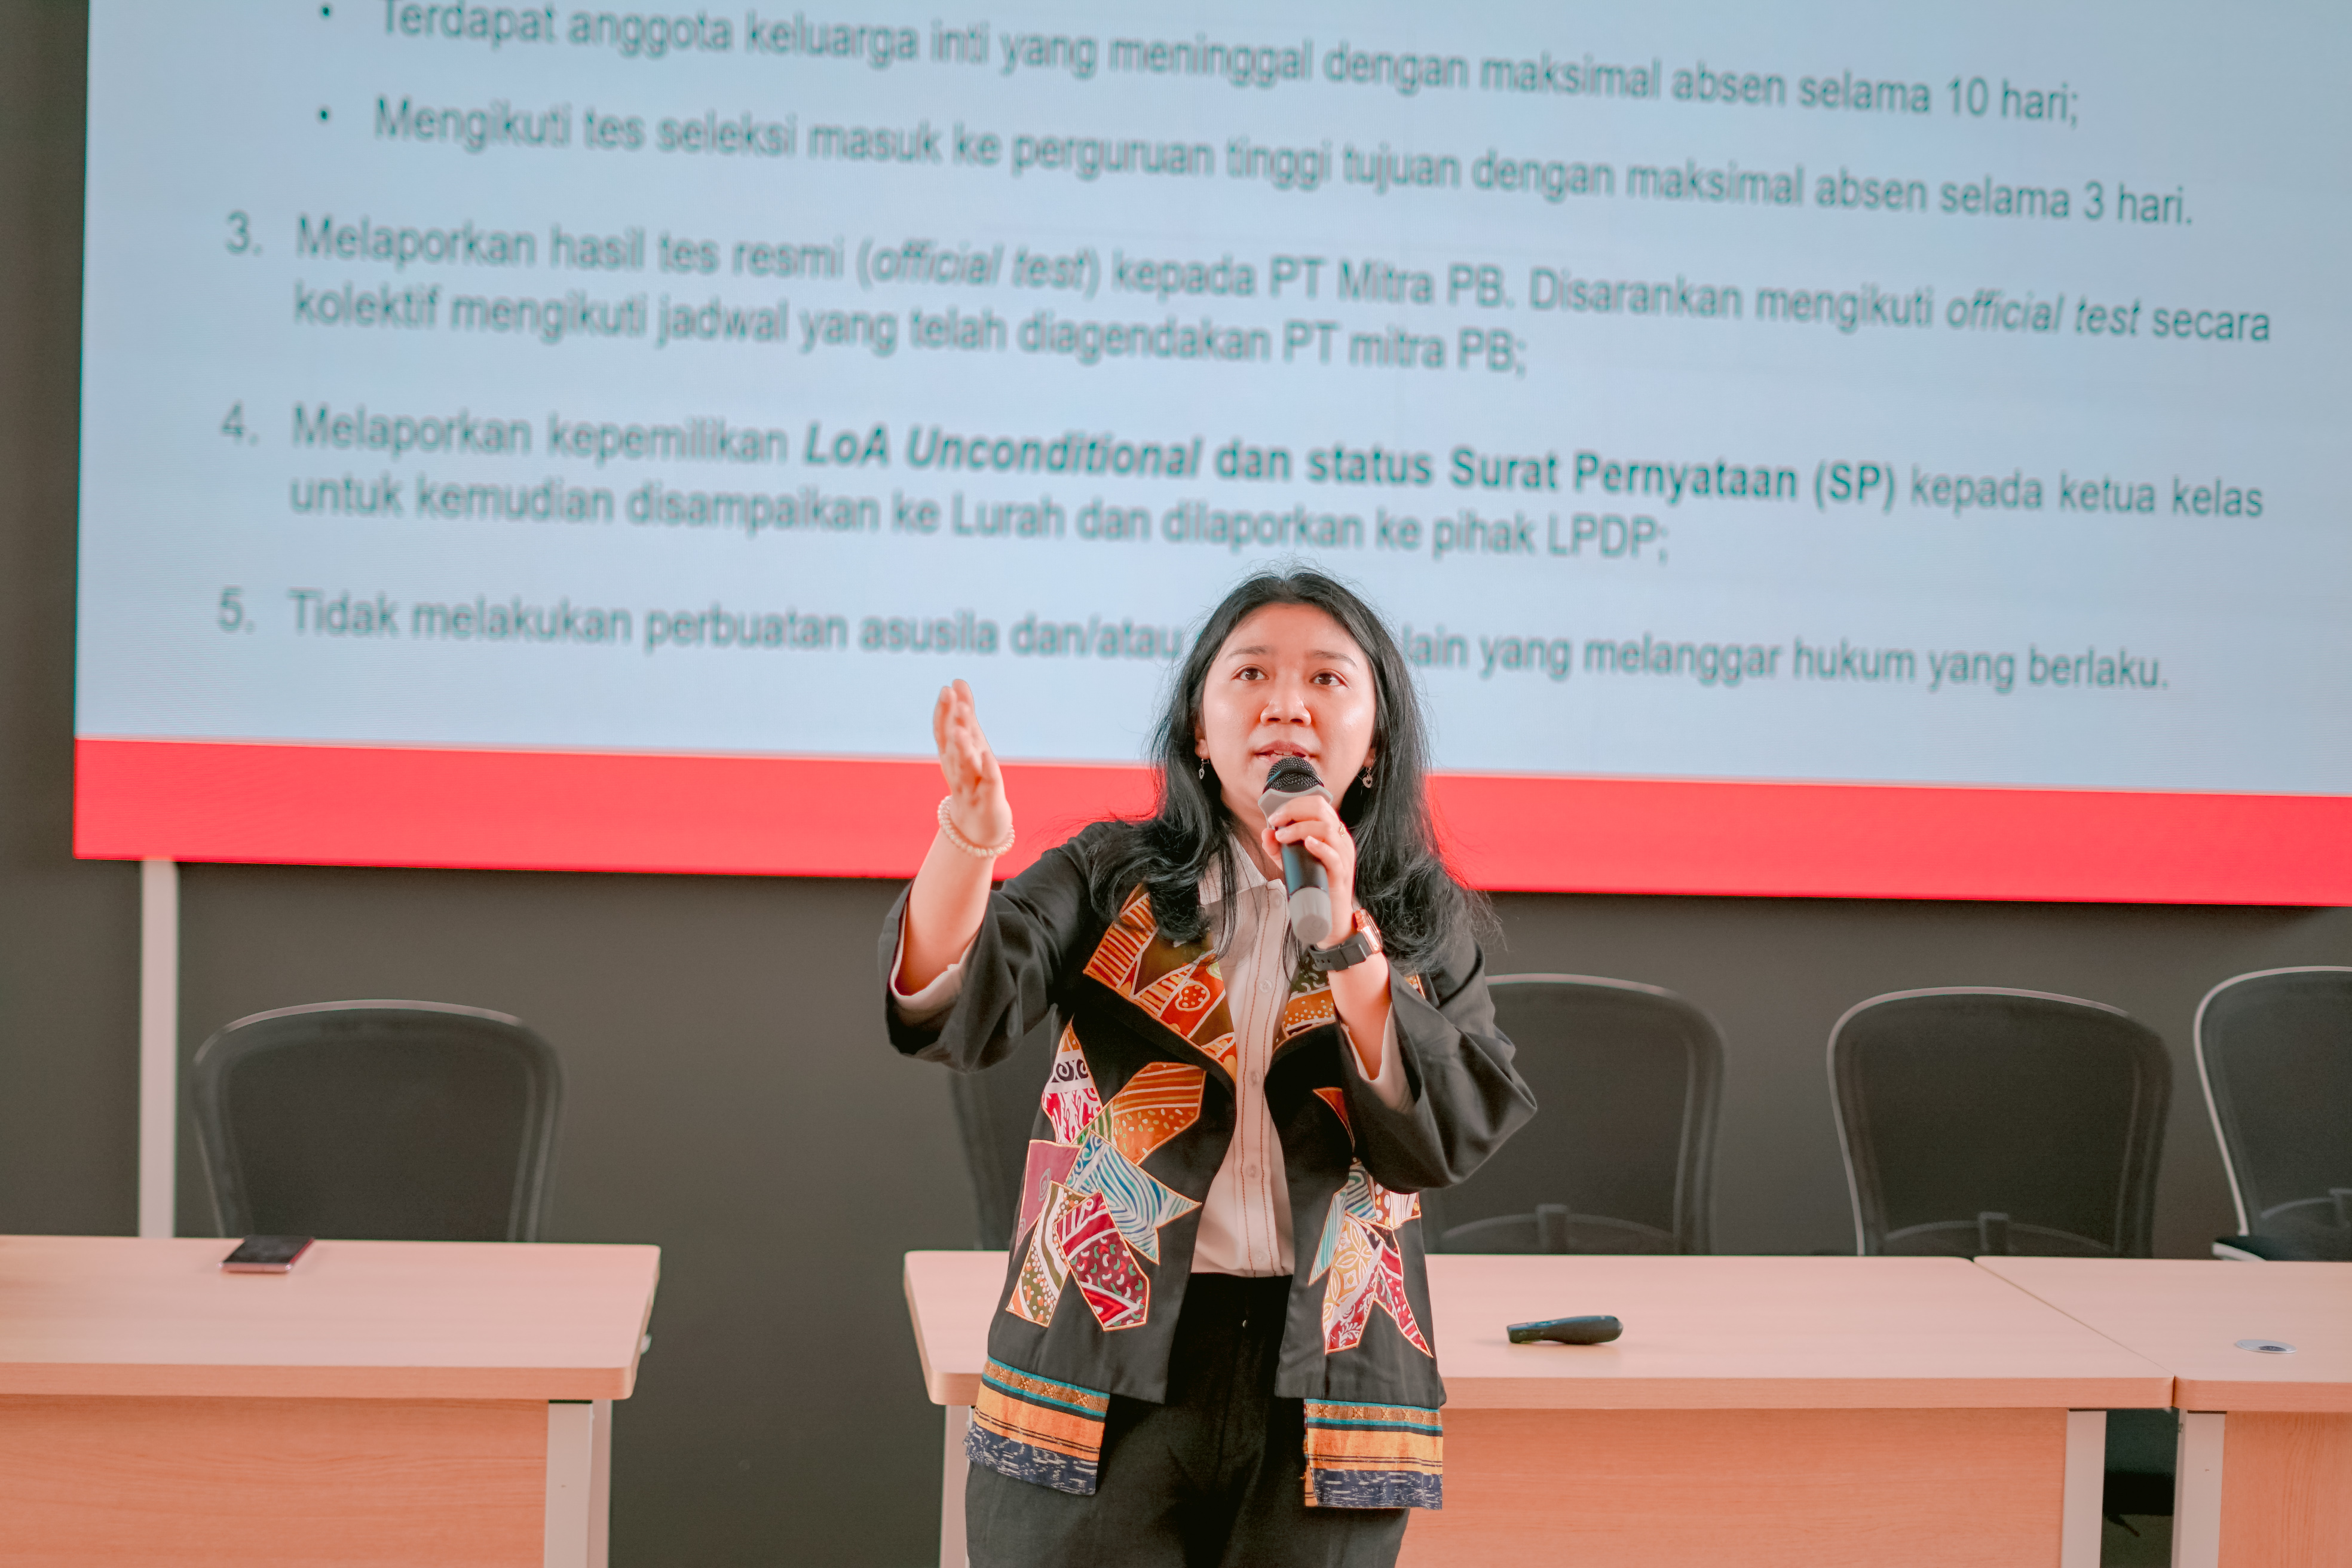 • Terdapat anggota keluarga inti yang meninggal dengan maksimal absen selama 10 hari;
• Mengikuti tes seleksi masuk ke perguruan tinggi tujuan dengan maksimal absen selama 3 hari.
3. Melaporkan hasil tes resmi (official test) kepada PT Mitra PB. Disarankan mengikuti official test secara
kolektif mengikuti jadwal yang telah diagendakan PT mitra PB;
4. Melaporkan kepemilikan LoA Unconditional dan status Surat Pernyataan (SP) kepada ketua kelas
untuk kemudian disampaikan ke Lurah dan dilaporkan ke pihak LPDP;
5. Tidak melakukan perbuatan asusila dan/atau lain yang melanggar hukum yang berlaku.